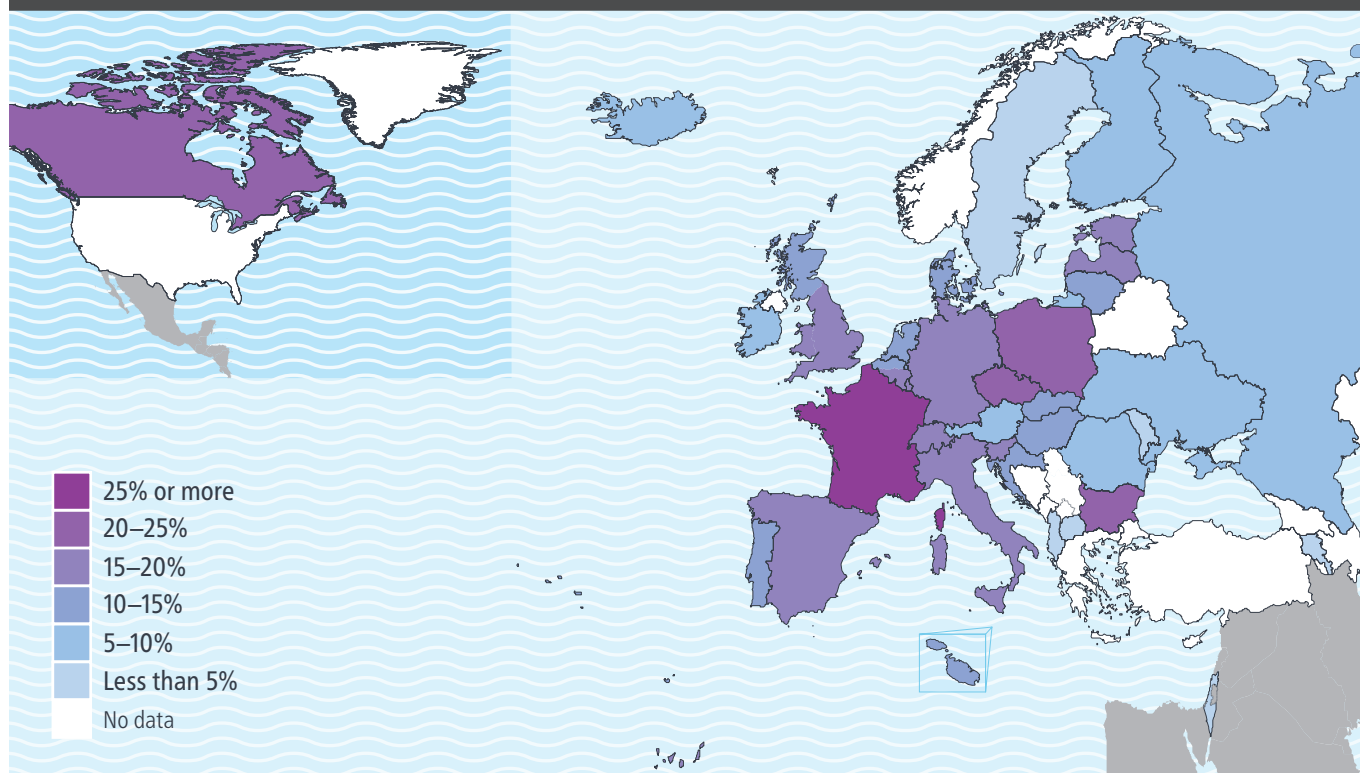 25% or more
20–25%
15–20%
10–15%
5–10%
Less than 5%
No data